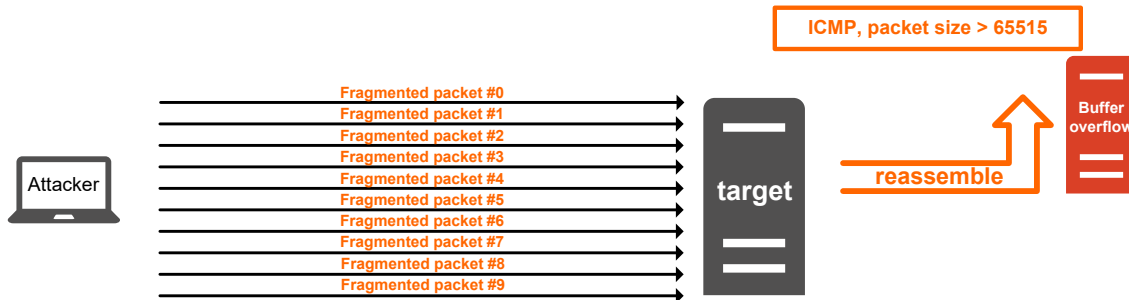 ICMP, packet size > 65515
Fragmented packet #0
Fragmented packet #1
Fragmented packet #2
Fragmented packet #3
Fragmented packet #4
Fragmented packet #5
Fragmented packet #6
Fragmented packet #7
Fragmented packet #8
Fragmented packet #9
Attacker
target
reassemble
Buffer
overflow